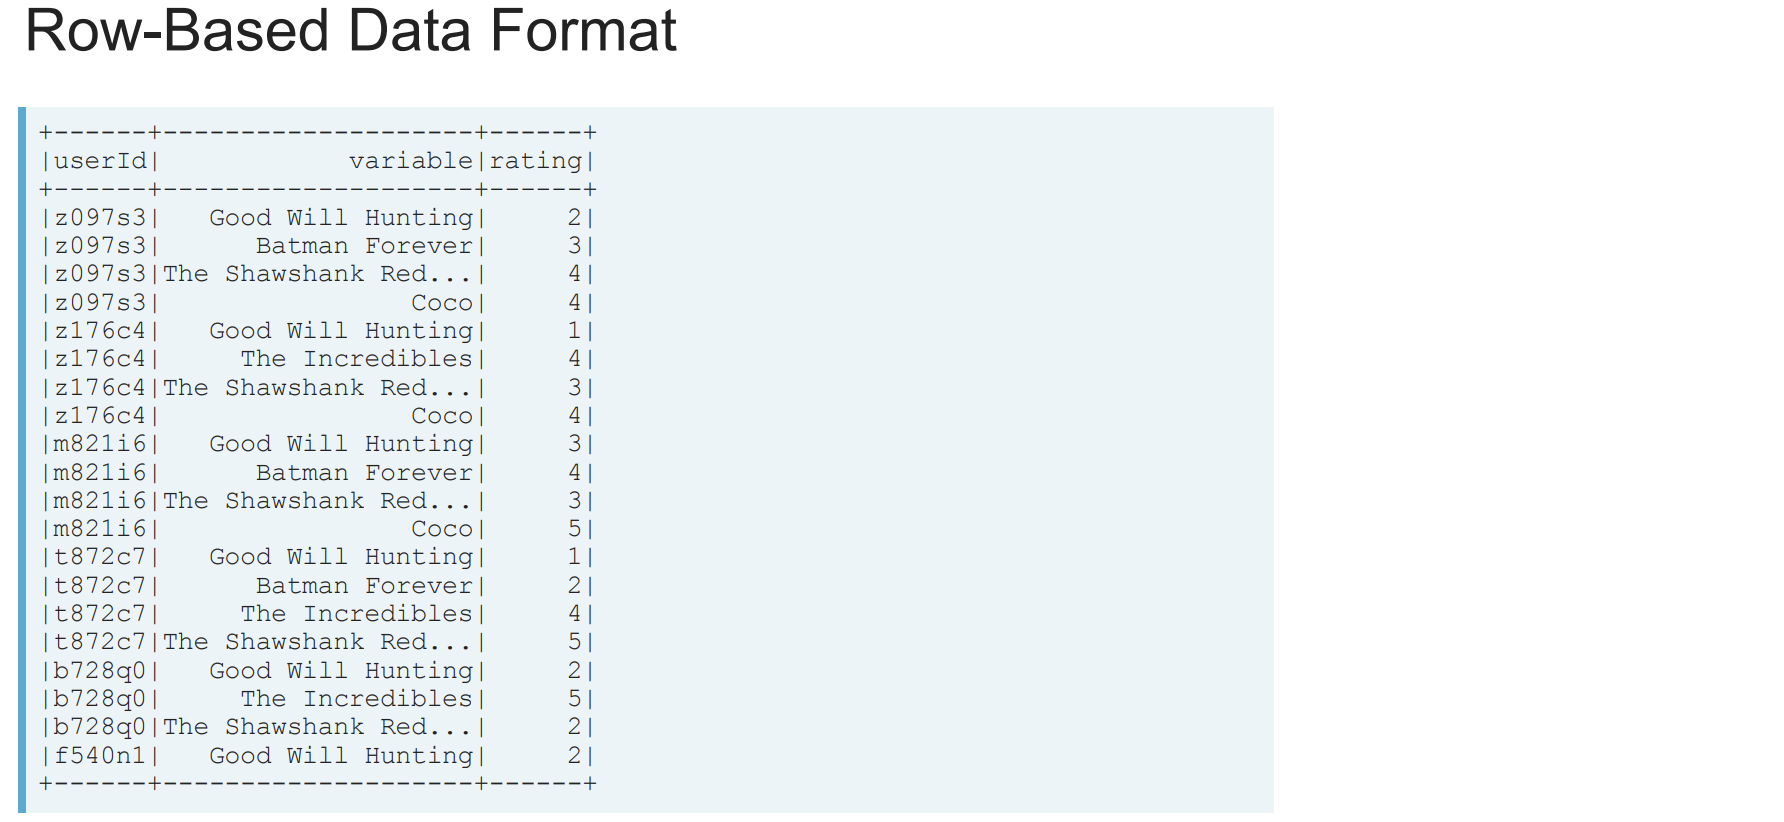 Row-Based Data Format
+------+--------------------+------+
|userId|            variable|rating|
+------+--------------------+------+
|z097s3|   Good Will Hunting|     2|
|z097s3|      Batman Forever|     3|
|z097s3|The Shawshank Red...|     4|
|z097s3|                Coco|     4|
|z176c4|   Good Will Hunting|     1|
|z176c4|     The Incredibles|     4|
|z176c4|The Shawshank Red...|     3|
|z176c4|                Coco|     4|
|m821i6|   Good Will Hunting|     3|
|m821i6|      Batman Forever|     4|
|m821i6|The Shawshank Red...|     3|
|m821i6|                Coco|     5|
|t872c7|   Good Will Hunting|     1|
|t872c7|      Batman Forever|     2|
|t872c7|     The Incredibles|     4|
|t872c7|The Shawshank Red...|     5|
|b728q0|   Good Will Hunting|     2|
|b728q0|     The Incredibles|     5|
|b728q0|The Shawshank Red...|     2|
|f540n1|   Good Will Hunting|     2|
+------+--------------------+------+